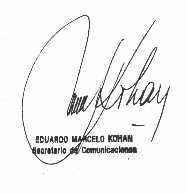 EDUARDO MARCELO KOHAN
Secretario de Comunicaciones